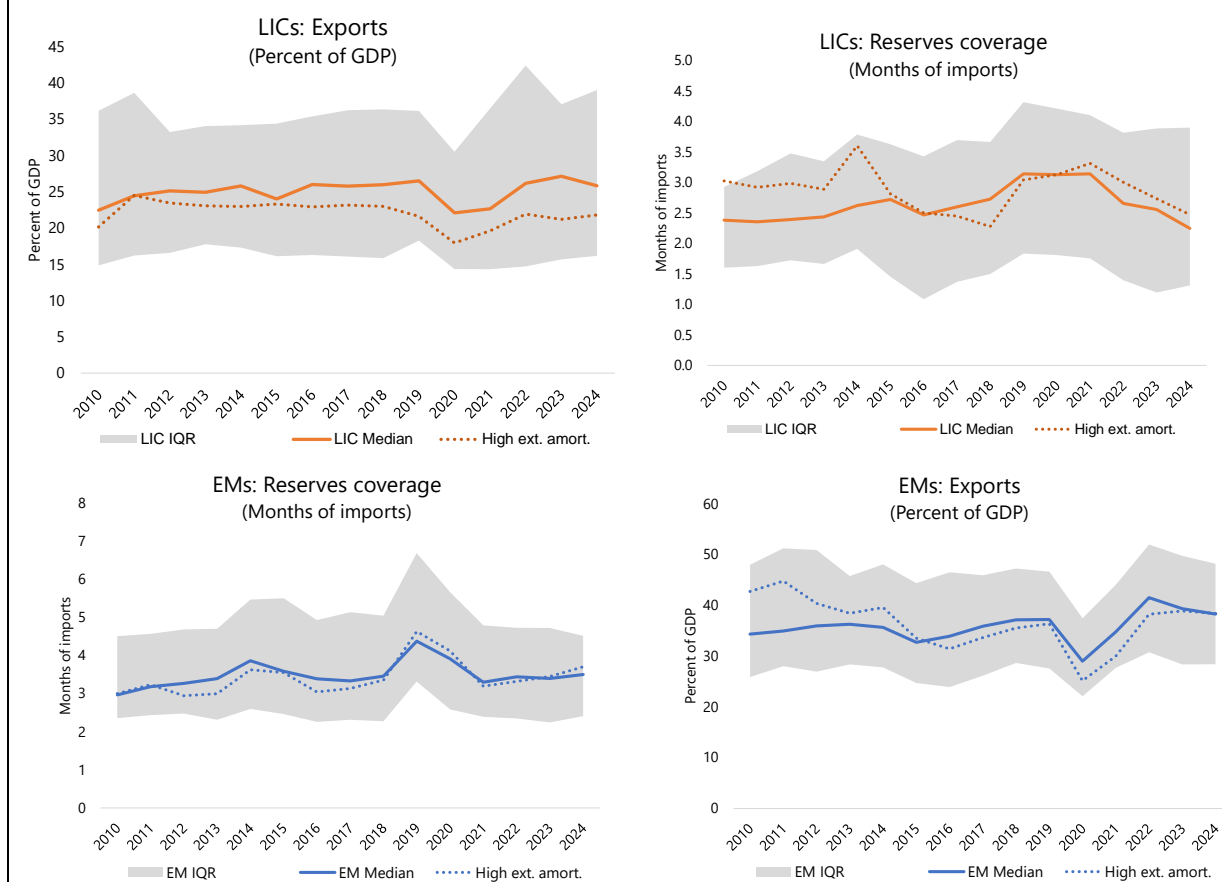 LICs: Exports
(Percent of GDP)
45
40
35
30
25
20
15
10
5
0
Percent of GDP
2010 2011 2012 2013 2014 2015 2016 2017 2018 2019 2020 2021 2022 2023 2024
LIC IQR LIC Median High ext. amort.
LICs: Reserves coverage
(Months of imports)
5.0
4.5
4.0
3.5
3.0
2.5
2.0
1.5
1.0
0.5
0.0
Months of imports
2010 2011 2012 2013 2014 2015 2016 2017 2018 2019 2020 2021 2022 2023 2024
LIC IQR LIC Median High ext. amort.
EMs: Reserves coverage
(Months of imports)
8
7
6
5
4
3
2
1
0
Months of imports
2010 2011 2012 2013 2014 2015 2016 2017 2018 2019 2020 2021 2022 2023 2024
EM IQR EM Median High ext. amort.
EMs: Exports
(Percent of GDP)
60
50
40
30
20
10
0
Percent of GDP
2010 2011 2012 2013 2014 2015 2016 2017 2018 2019 2020 2021 2022 2023 2024
EM IQR EM Median High ext. amort.